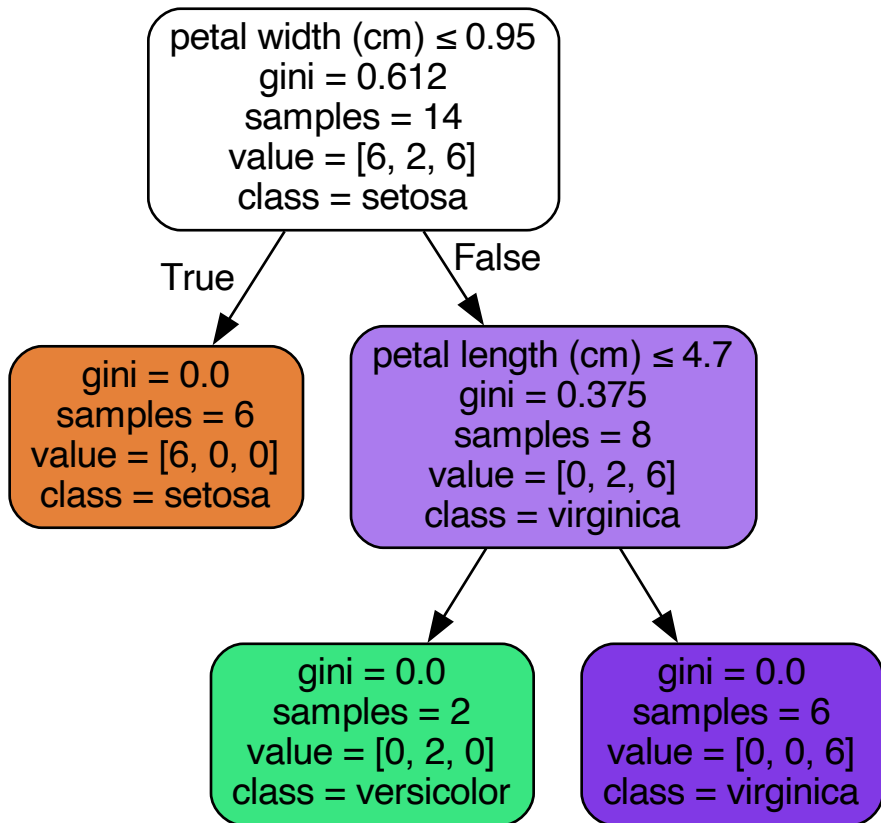 petal width (cm) ≤ 0.95
gini = 0.612
samples = 14
value = [6, 2, 6]
class = setosa
True
False
gini = 0.0
samples = 6
value = [6, 0, 0]
class = setosa
petal length (cm) ≤ 4.7
gini = 0.375
samples = 8
value = [0, 2, 6]
class = virginica
gini = 0.0
samples = 2
value = [0, 2, 0]
class = versicolor
gini = 0.0
samples = 6
value = [0, 0, 6]
class = virginica